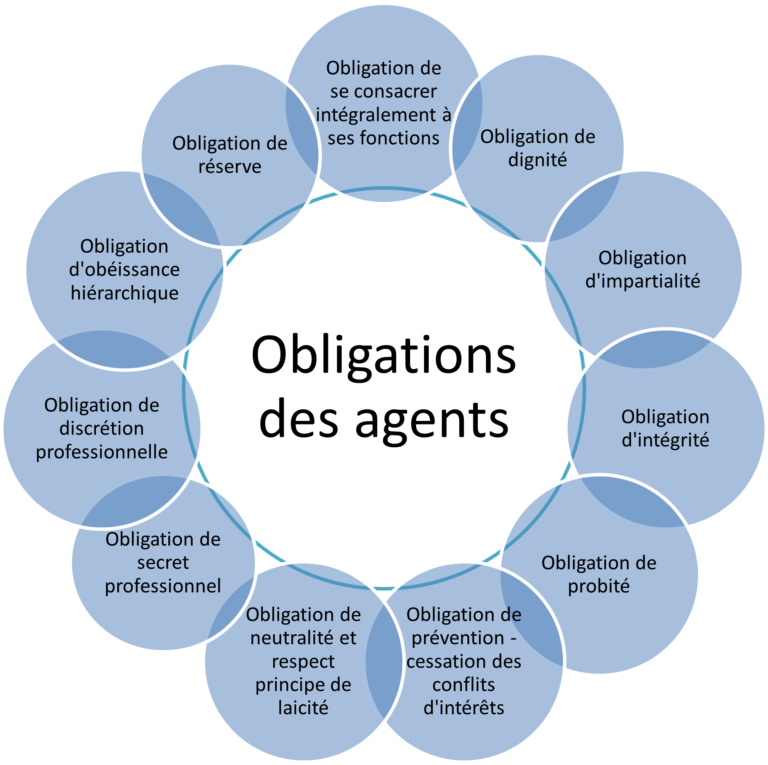 Obligation de
se consacrer
intégralement à
ses fonctions
Obligation de
dignité
Obligation
d'impartialité
Obligation
d'intégrité
Obligation de
probité
Obligation de
prévention -
cessation des
conflits
d'intérêts
Obligation de
neutralité et
respect
principe de
laicité
Obligation de
secret
professionnel
Obligation de
discrétion
professionnelle
Obligation
d'obéissance
hiérarchique
Obligation de
réserve
Obligations
des agents